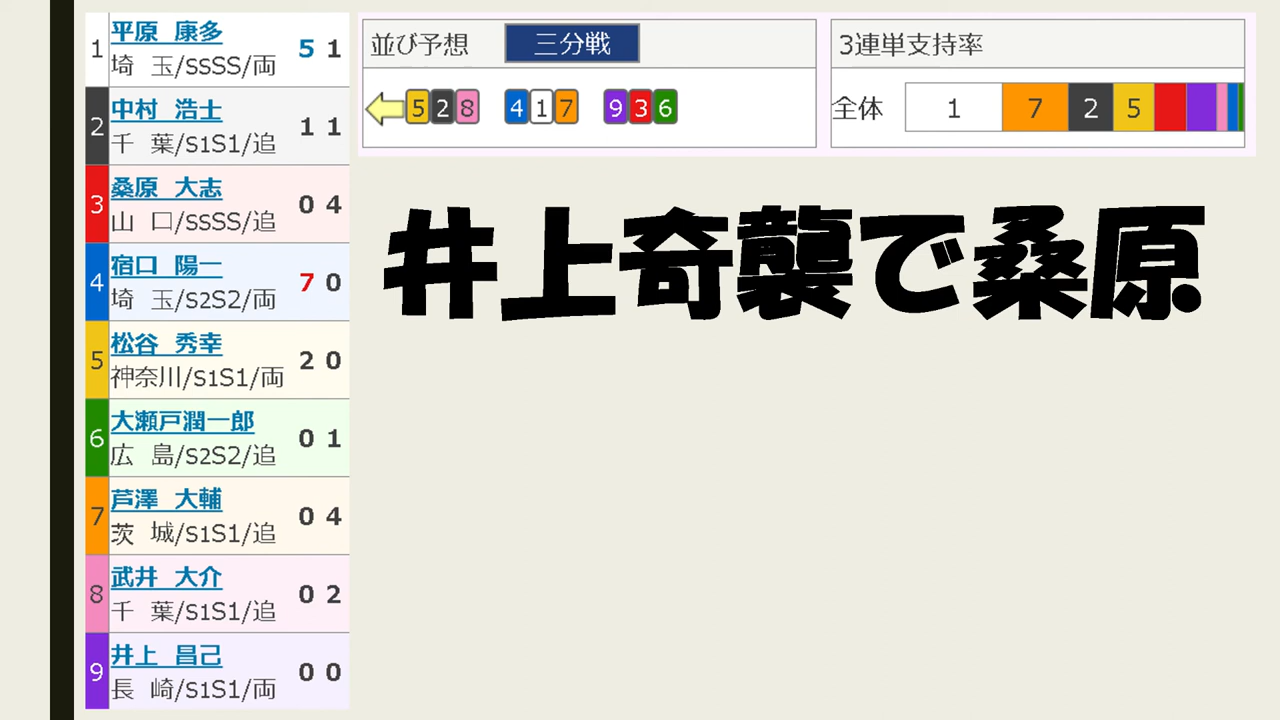 1 平原 康多 5 1
埼 玉/SSSS/両
2 中村 浩士 1 1
千 葉/S1S1/追
3 桑原 大志 0 4
山 口/SSSS/追
4 宿口 陽一 7 0
埼 玉/S2S2/両
5 松谷 秀幸 2 0
神奈川/S1S1/両
6 大瀬戸潤一郎 0 1
広 島/S2S2/追
7 芦澤 大輔 0 4
茨 城/S1S1/追
8 武井 大介 0 2
千 葉/S1S1/追
9 井上 昌己 0 0
長 崎/S1S1/両
並び予想 三分戦
5 2 8 4 1 7 9 3 6
3連単支持率
全体 1 7 2 5
井上奇襲で桑原